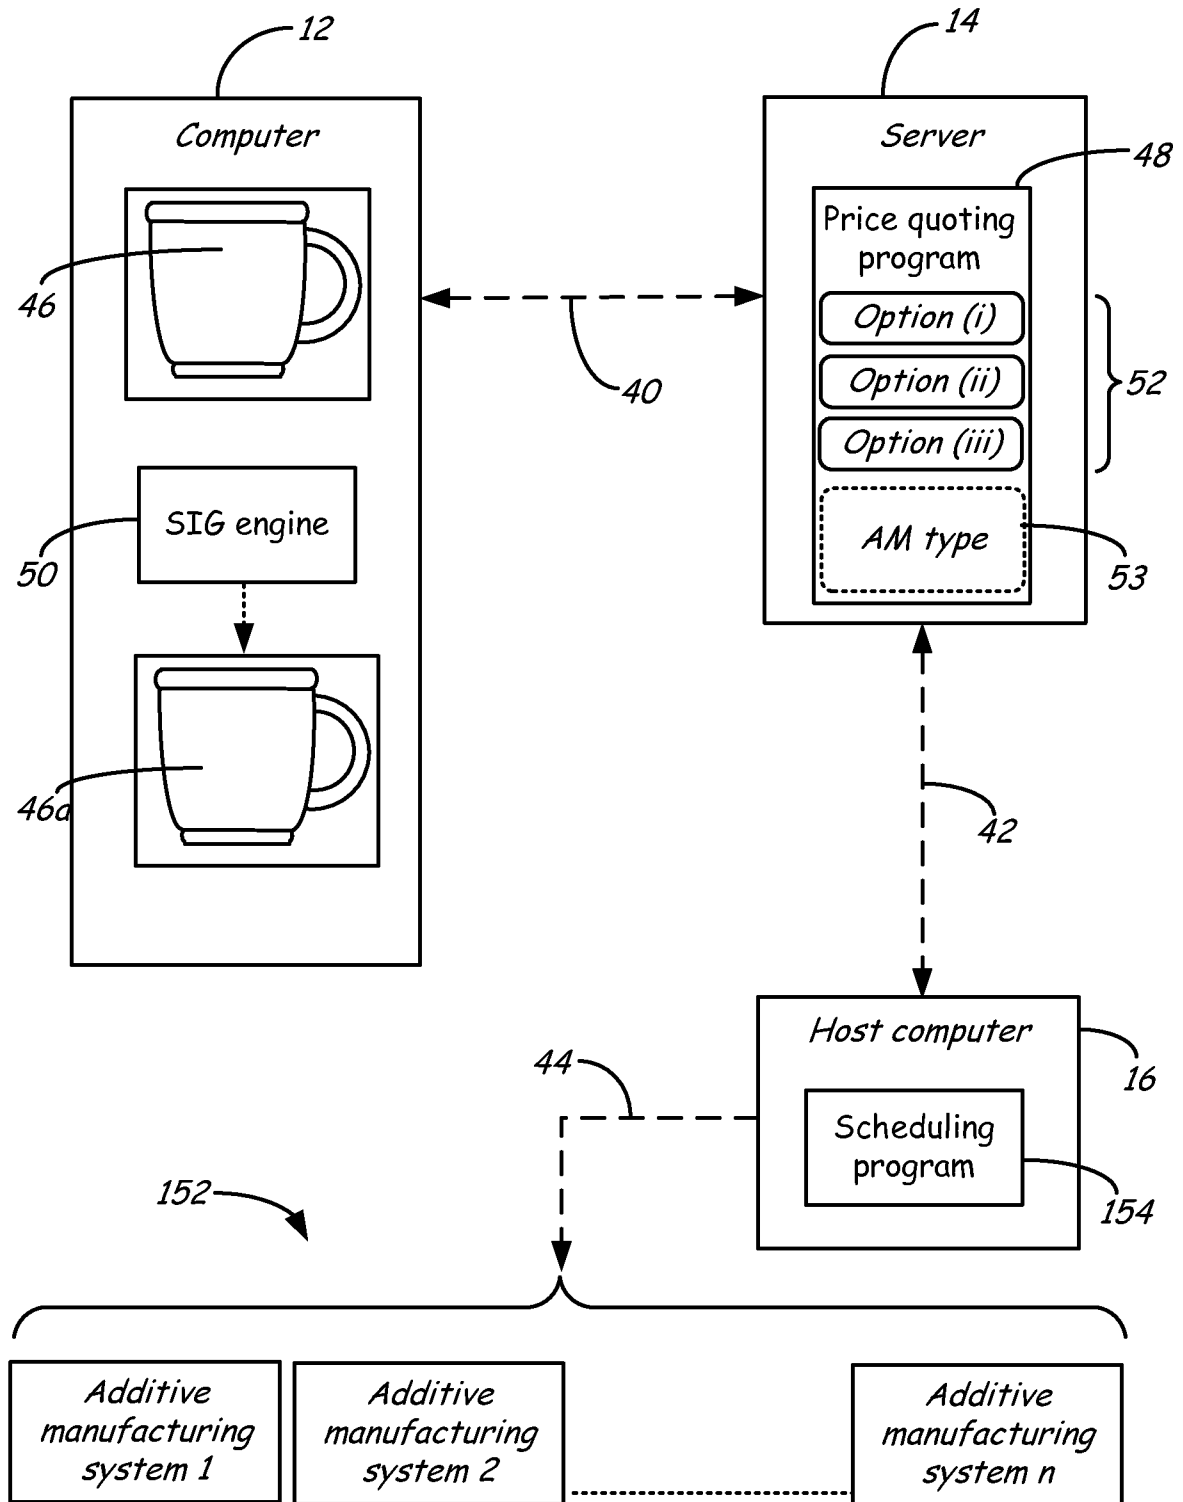 12
14
Computer
Server
48
Price quoting
program
46
Option (i)
40
Option (ii)
52
Option (iii)
SIG engine
AM type
50
53
46a
42
Host computer
44
16
Scheduling
program
152
154
Additive
manufacturing
system 1
Additive
manufacturing
system 2
Additive
manufacturing
system n